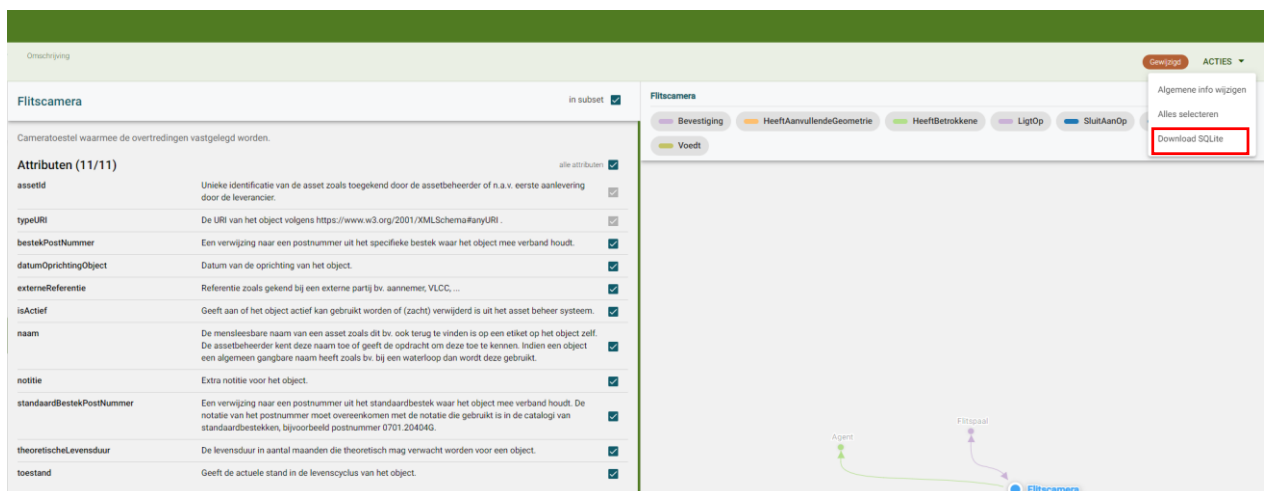 Omschrijving
Gewijzigd ACTIES
Algemene info wijzigen
Alles selecteren
Download SQLite
Flitscamera
in subset
Cameratoestel waarmee de overtredingen vastgelegd worden.
Attributen (11/11)
alle attributen
assetId
Unieke identificatie van de asset zoals toegekend door de assetbeheerder of n.a.v. eerste aanlevering
door de leverancier.
typeURI
De URI van het object volgens https://www.w3.org/2001/XMLSchema#anyURI .
bestekPostNummer
Een verwijzing naar een postnummer uit het specifieke bestek waar het object mee verband houdt.
datumOprichtingObject
Datum van de oprichting van het object.
externeReferentie
Referentie zoals gekend bij een externe partij bv. aannemer, VLCC, ...
isActief
Geeft aan of het object actief kan gebruikt worden of (zacht) verwijderd is uit het asset beheer systeem.
naam
De mensleesbare naam van een asset zoals dit bv. ook terug te vinden is op een etiket op het object zelf.
De assetbeheerder kent deze naam toe of geeft de opdracht om deze toe te kennen. Indien een object
een algemeen gangbare naam heeft zoals bv. bij een waterloop dan wordt deze gebruikt.
notitie
Extra notitie voor het object.
standaardBestekPostNummer
Een verwijzing naar een postnummer uit het standaardbestek waar het object mee verband houdt. De
notatie van het postnummer moet overeenkomen met de notatie die gebruikt is in de catalogi van
standaardbestekken, bijvoorbeeld postnummer 0701.20404G.
theoretischeLevensduur
De levensduur in aantal maanden die theoretisch mag verwacht worden voor een object.
toestand
Geeft de actuele stand in de levenscyclus van het object.
Flitscamera
Bevestiging
HeeftAanvullendeGeometrie
HeeftBetrokkene
LigtOp
SluitAanOp
Voedt
Flitspaal
Agent
Flitscamera